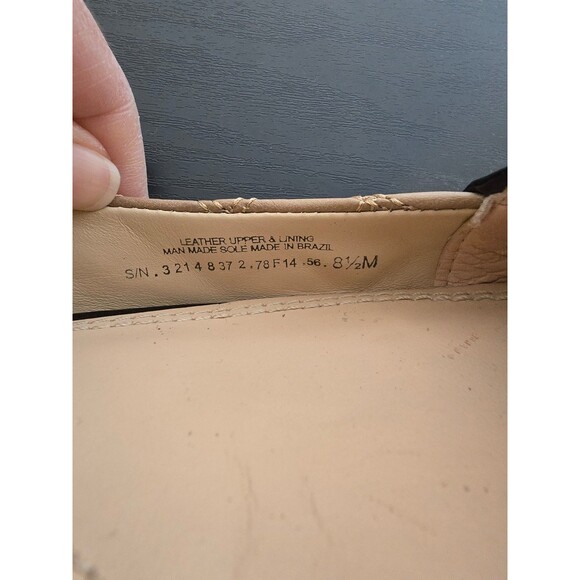 LEATHER UPPER & LINING
MAN MADE SOLE MADE IN BRAZIL
S/N . 3 21 4 8 37 2 . 78 F 14 . 56 . 8½M